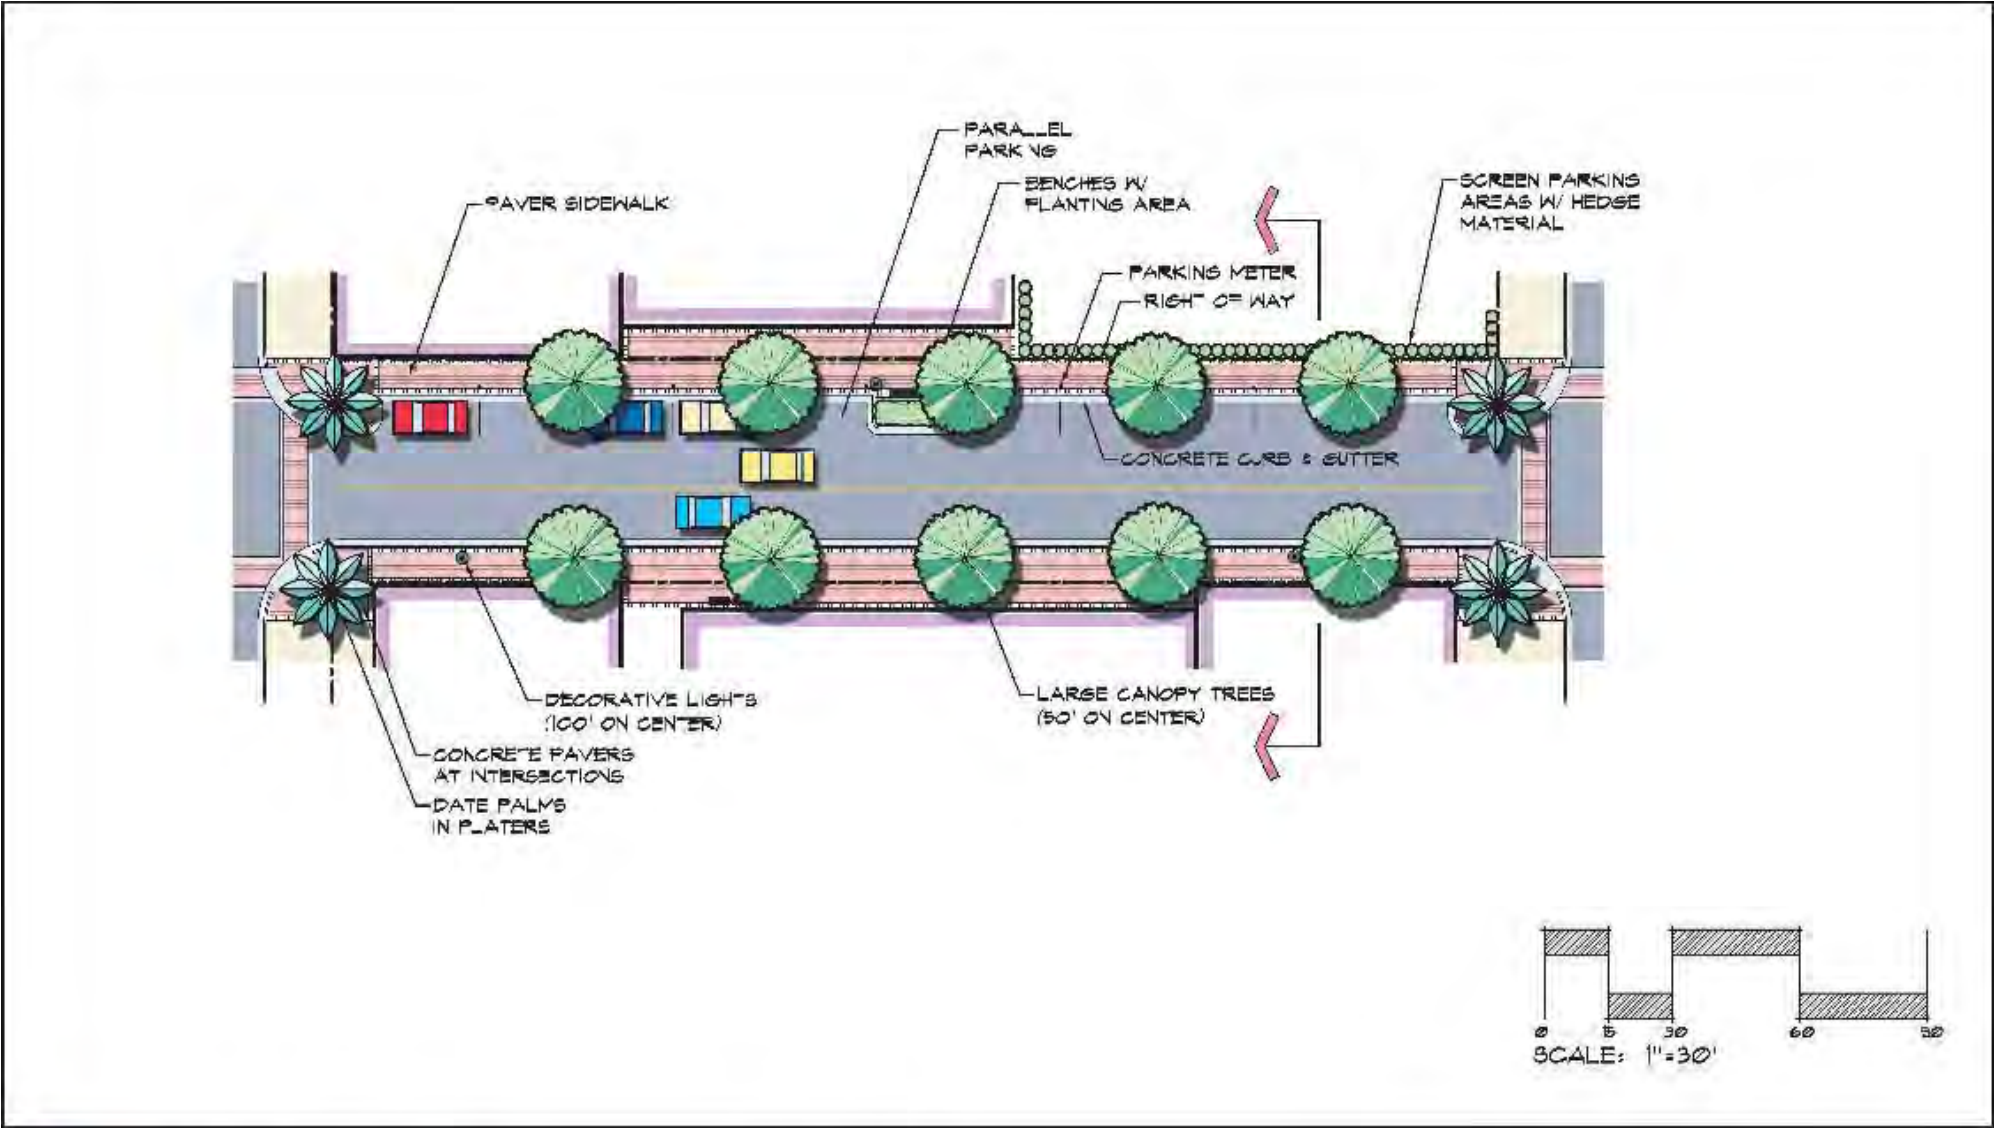 PARALLEL
PARKING
BENCHES W/
PLANTING AREA
SCREEN PARKING
AREAS W/ HEDGE
MATERIAL
PAVER SIDEWALK
PARKING METER
RIGHT OF WAY
CONCRETE CURB & GUTTER
DECORATIVE LIGHTS
(100' ON CENTER)
LARGE CANOPY TREES
(50' ON CENTER)
CONCRETE PAVERS
AT INTERSECTIONS
DATE PALMS
IN PLATERS
0 15 30 60 90
SCALE: 1"=30'